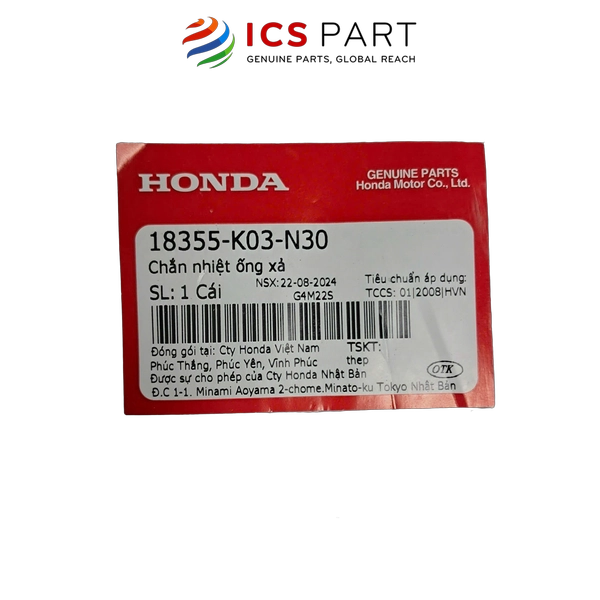 ICS PART
GENUINE PARTS, GLOBAL REACH
HONDA
GENUINE PARTS
Honda Motor Co., Ltd.
18355-K03-N30
Chắn nhiệt ống xả
SL: 1 Cái
NSX: 22-08-2024
G4M22S
Tiêu chuẩn áp dụng:
TCCS: 01|2008|HVN
Đóng gói tại: Cty Honda Việt Nam
Phúc Thắng, Phúc Yên, Vĩnh Phúc
TSKT:
thep
Được sự cho phép của Cty Honda Nhật Bản
Đ.C 1-1. Minami Aoyama 2-chome.Minato-ku Tokyo Nhật Bản
OTK